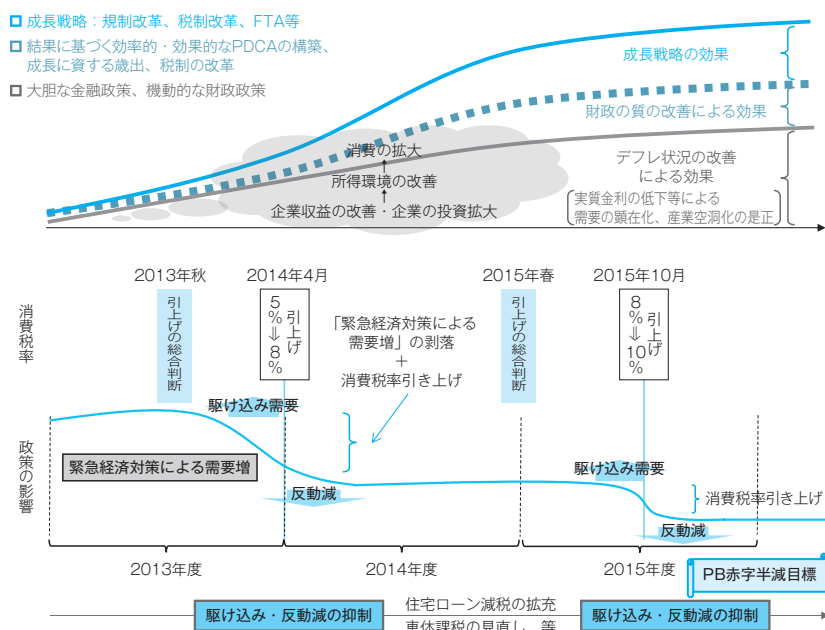 成長戦略：規制改革、税制改革、FTA等
結果に基づく効率的・効果的なPDCAの構築、
成長に資する歳出、税制の改革
大胆な金融政策、機動的な財政政策
成長戦略の効果
財政の質の改善による効果
デフレ状況の改善
による効果
実質金利の低下等による
需要の顕在化、産業空洞化の是正
消費の拡大
所得環境の改善
企業収益の改善・企業の投資拡大
2013年秋
2014年4月
2015年春
2015年10月
消費税率
引上げの総合判断
5%⇓8%
引上げ
「緊急経済対策による
需要増」の剥落
+
消費税率引き上げ
引上げの総合判断
8%⇓10%
引上げ
政策の影響
駆け込み需要
緊急経済対策による需要増
反動減
駆け込み需要
消費税率引き上げ
反動減
2013年度
2014年度
2015年度
PB赤字半減目標
駆け込み・反動減の抑制
住宅ローン減税の拡充
車体課税の見直し、等
駆け込み・反動減の抑制